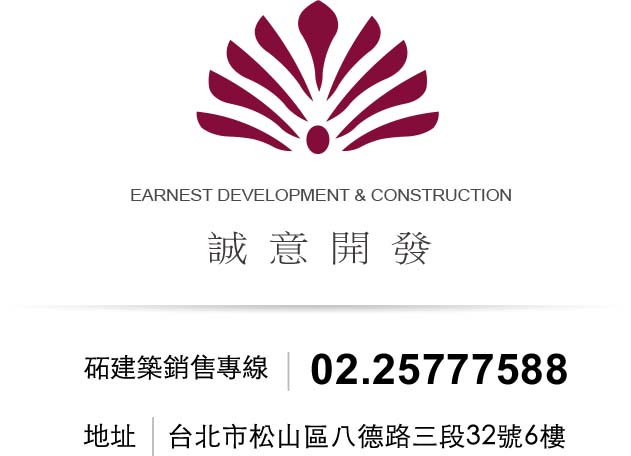 EARNEST DEVELOPMENT & CONSTRUCTION
誠意開發
砳建築銷售專線 | 02.25777588
地址 | 台北市松山區八德路三段32號6樓